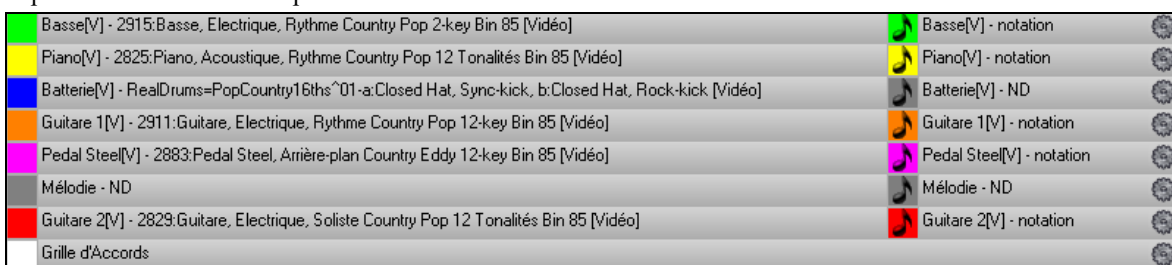 Basse[V] - 2915:Basse, Electrique, Rythme Country Pop 2-key Bin 85 [Vidéo] Basse[V] - notation
Piano[V] - 2825:Piano, Acoustique, Rythme Country Pop 12 Tonalités Bin 85 [Vidéo] Piano[V] - notation
Batterie[V] - RealDrums=PopCountry16ths^01-a:Closed Hat, Sync-kick, b:Closed Hat, Rock-kick [Vidéo] Batterie[V] - ND
Guitare 1[V] - 2911:Guitare, Electrique, Rythme Country Pop 12-key Bin 85 [Vidéo] Guitare 1[V] - notation
Pedal Steel[V] - 2883:Pedal Steel, Arrière-plan Country Eddy 12-key Bin 85 [Vidéo] Pedal Steel[V] - notation
Mélodie - ND Mélodie - ND
Guitare 2[V] - 2829:Guitare, Electrique, Soliste Country Pop 12 Tonalités Bin 85 [Vidéo] Guitare 2[V] - notation
Grille d'Accords